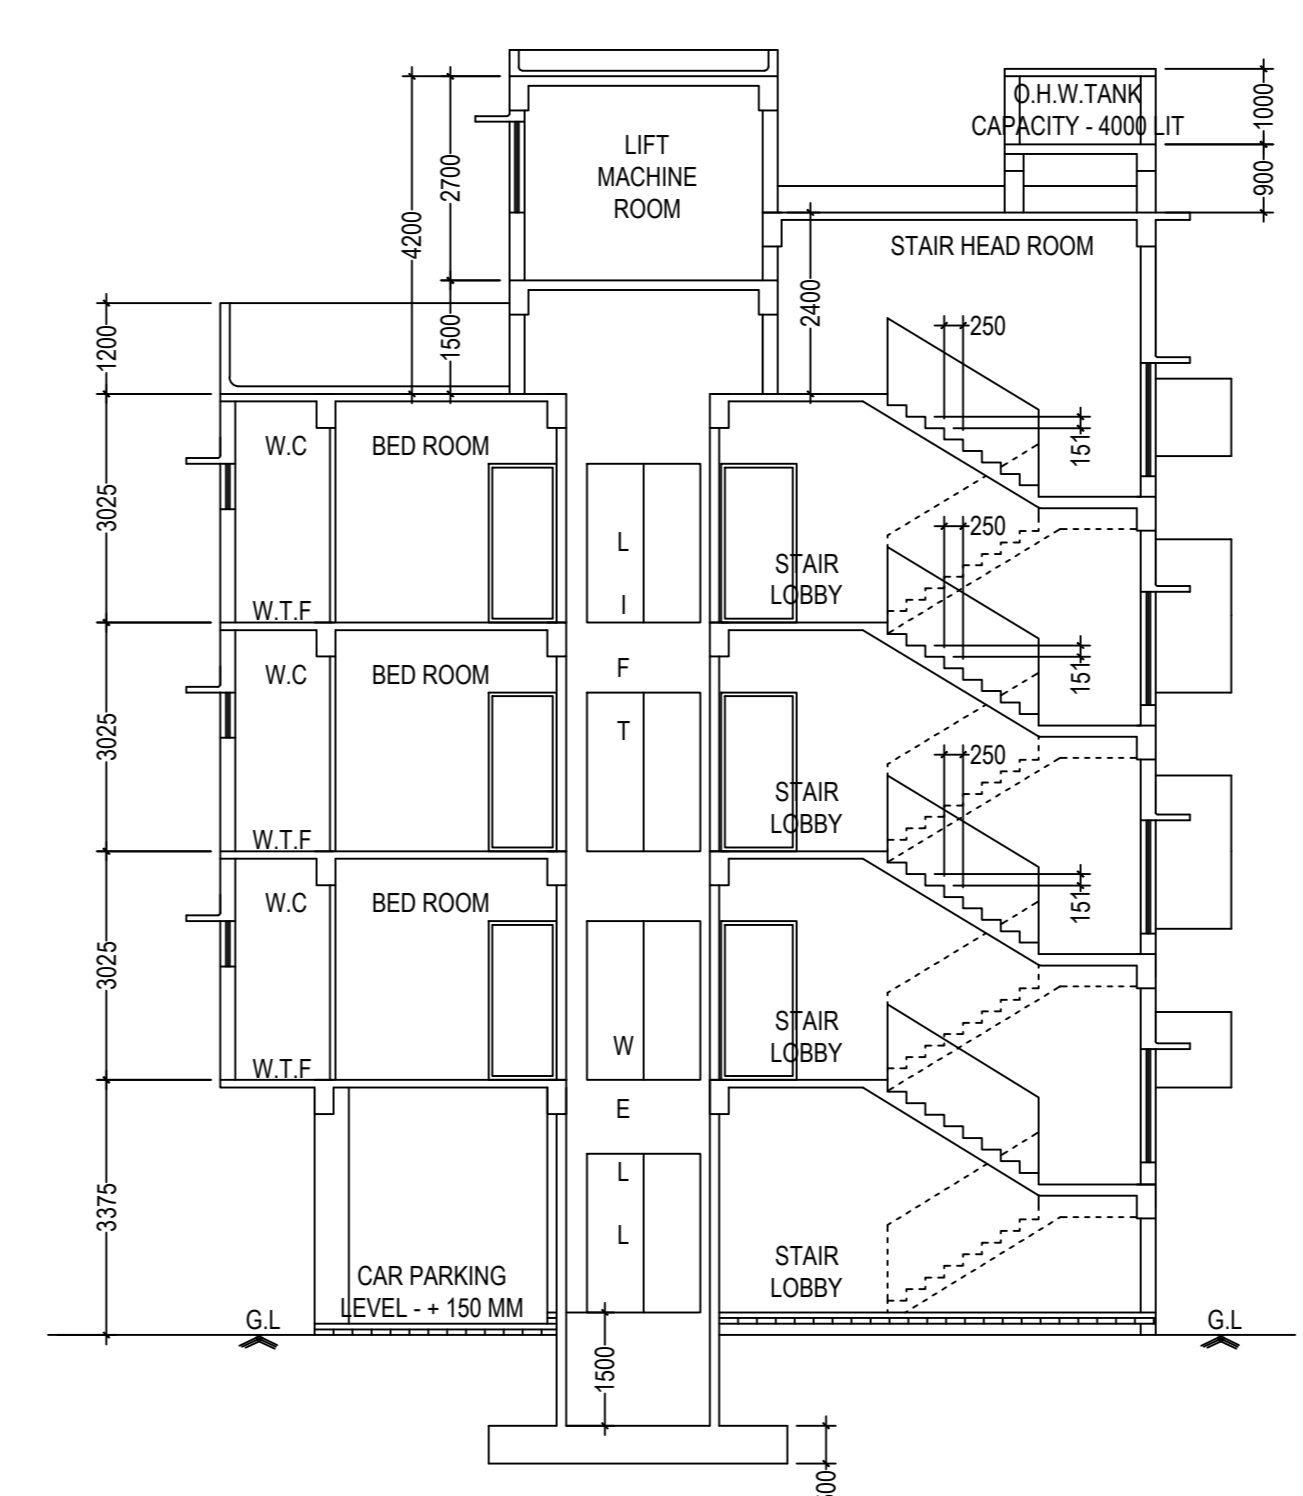 O.H.W.TANK
CAPACITY - 4000 LIT
1000
900
LIFT
MACHINE
ROOM
2700
4200
STAIR HEAD ROOM
2400
1500
1200
250
151
3025
W.C
BED ROOM
W.T.F
STAIR
LOBBY
250
151
3025
W.C
BED ROOM
W.T.F
STAIR
LOBBY
250
151
3025
W.C
BED ROOM
W.T.F
STAIR
LOBBY
L
I
F
T
W
E
L
L
3375
CAR PARKING
LEVEL - + 150 MM
STAIR
LOBBY
G.L
G.L
1500